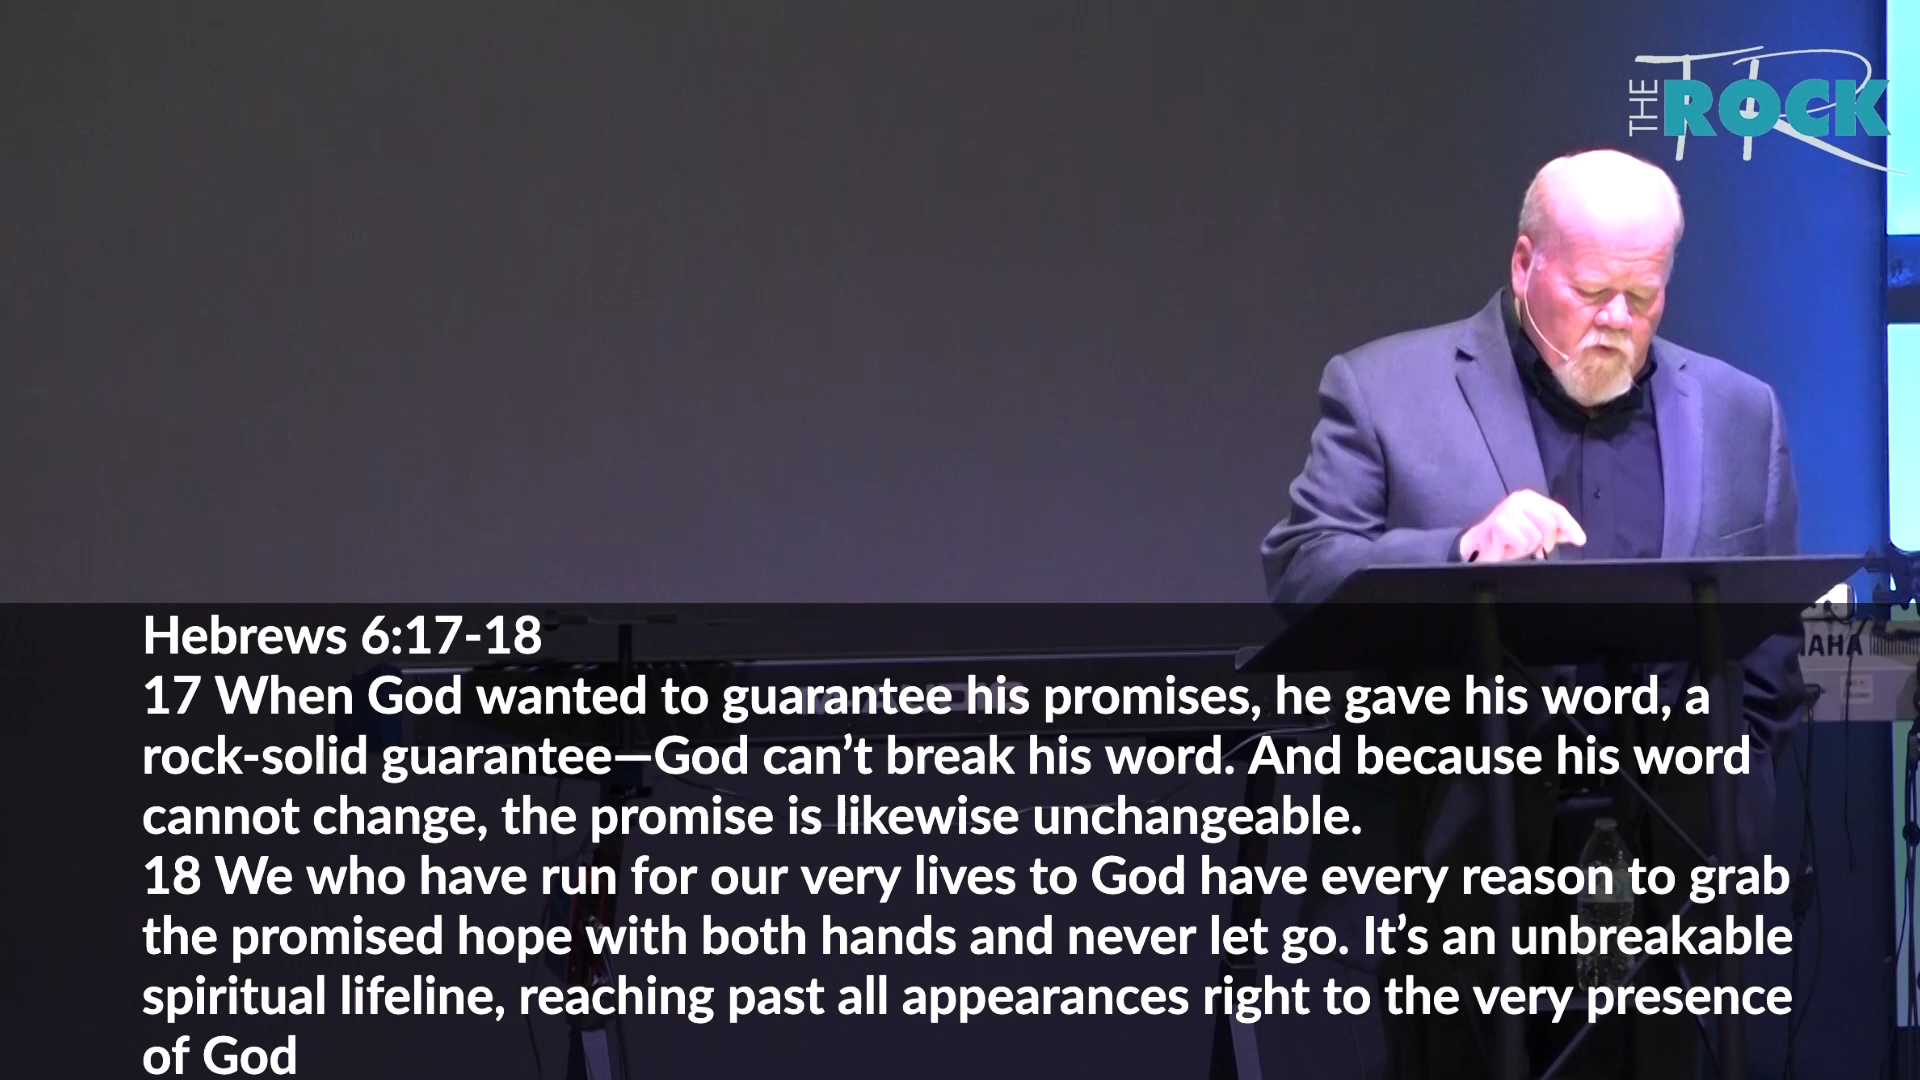 THE ROCK
Hebrews 6:17-18
17 When God wanted to guarantee his promises, he gave his word, a
rock-solid guarantee—God can’t break his word. And because his word
cannot change, the promise is likewise unchangeable.
18 We who have run for our very lives to God have every reason to grab
the promised hope with both hands and never let go. It’s an unbreakable
spiritual lifeline, reaching past all appearances right to the very presence
of God